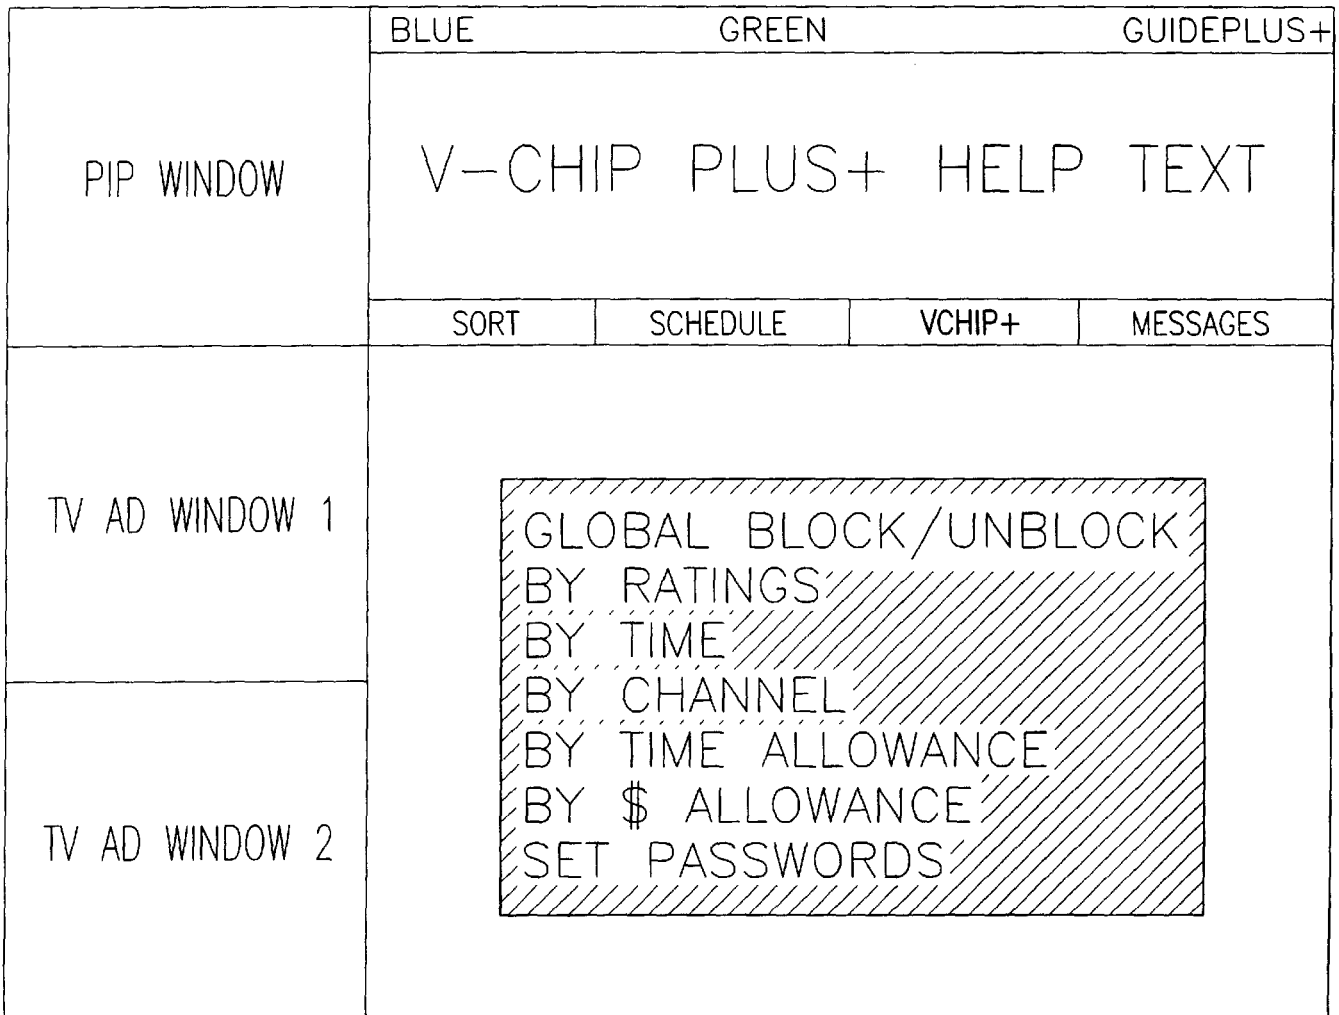 BLUE GREEN GUIDEPLUS+
PIP WINDOW
V-CHIP PLUS+ HELP TEXT
SORT SCHEDULE VCHIP+ MESSAGES
TV AD WINDOW 1
GLOBAL BLOCK/UNBLOCK
BY RATINGS
BY TIME
BY CHANNEL
BY TIME ALLOWANCE
BY $ ALLOWANCE
SET PASSWORDS
TV AD WINDOW 2